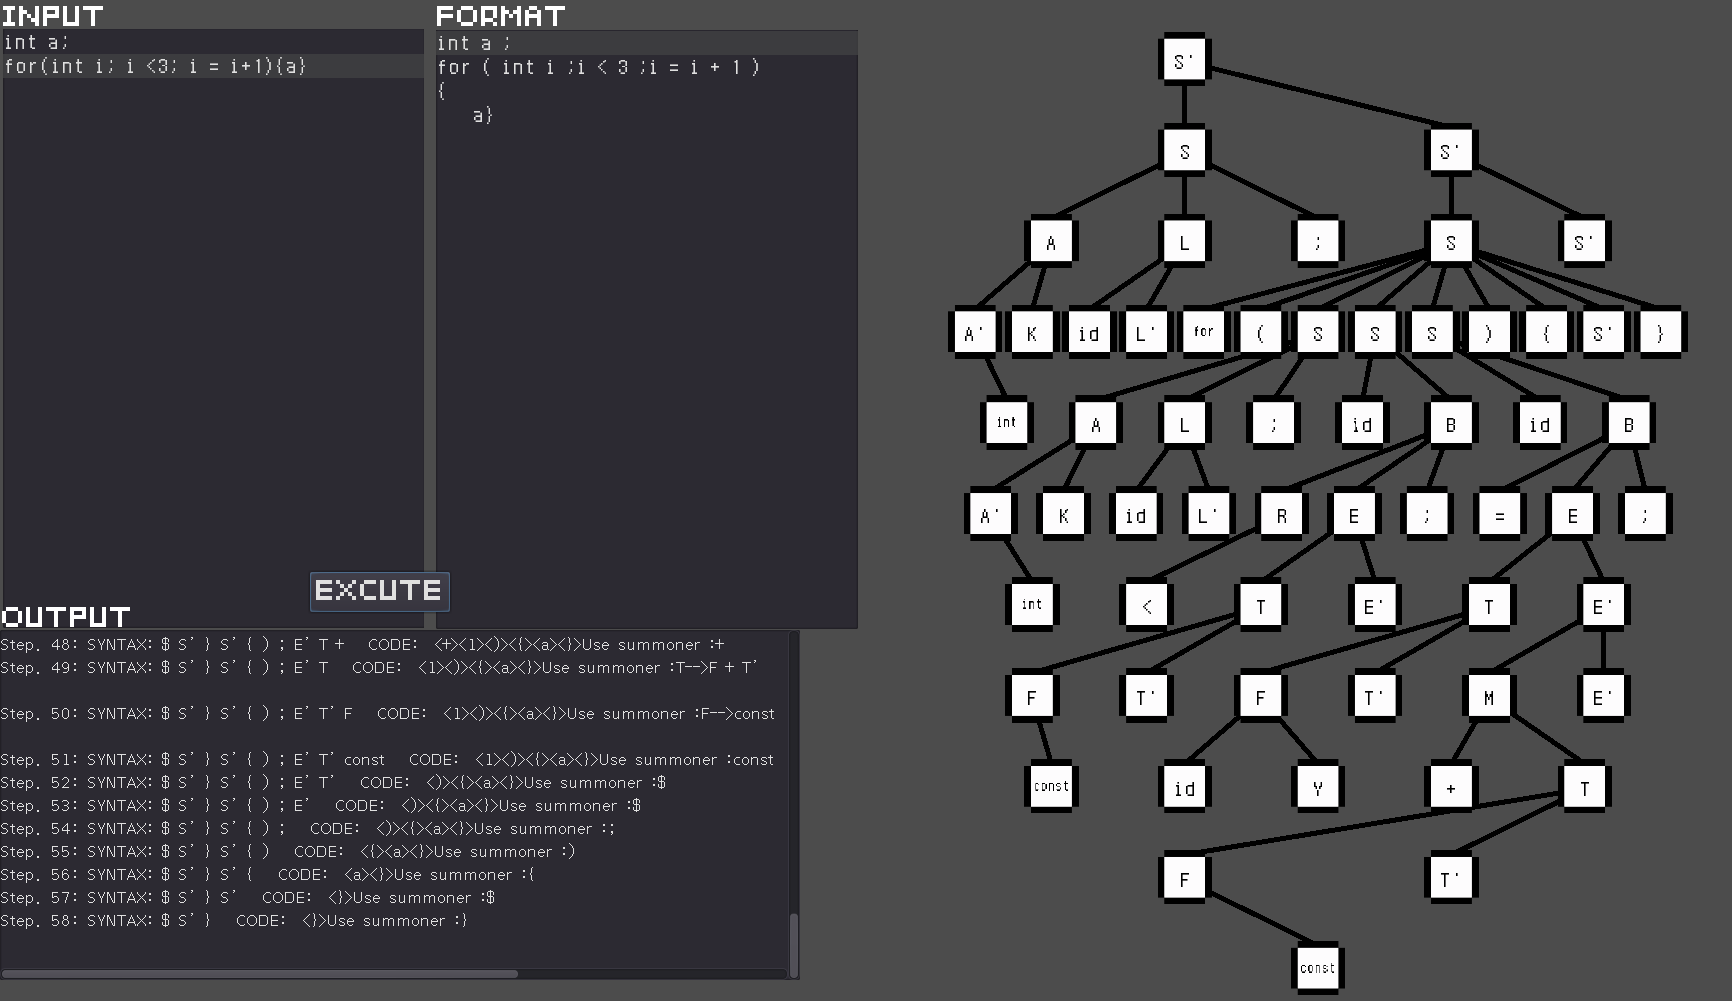 INPUT
int a;
for(int i; i <3; i = i+1){a}
FORMAT
int a ;
for ( int i ;i < 3 ;i = i + 1 )
{
a}
EXCUTE
OUTPUT
Step. 48: SYNTAX: $ S' } S' { ) ; E' T + CODE: <+><1><)><{><a><}>Use summoner :+
Step. 49: SYNTAX: $ S' } S' { ) ; E' T CODE: <1><)><{><a><}>Use summoner :T-->F + T'
Step. 50: SYNTAX: $ S' } S' { ) ; E' T' F CODE: <1><)><{><a><}>Use summoner :F-->const
Step. 51: SYNTAX: $ S' } S' { ) ; E' T' const CODE: <1><)><{><a><}>Use summoner :const
Step. 52: SYNTAX: $ S' } S' { ) ; E' T' CODE: <)><{><a><}>Use summoner :$
Step. 53: SYNTAX: $ S' } S' { ) ; E' CODE: <)><{><a><}>Use summoner :$
Step. 54: SYNTAX: $ S' } S' { ) ; CODE: <)><{><a><}>Use summoner :;
Step. 55: SYNTAX: $ S' } S' { ) CODE: <{><a><}>Use summoner :)
Step. 56: SYNTAX: $ S' } S' { CODE: <a><}>Use summoner :{
Step. 57: SYNTAX: $ S' } S' CODE: <}>Use summoner :$
Step. 58: SYNTAX: $ S' } CODE: <}>Use summoner :}
S'
S S'
A L ; S S'
A' K id L' for ( S S S ) { S' }
int A L ; id B id B
A' K id L' R E ; = E ;
int < T E' T E'
F T' F T' M E'
const id Y + T
F T'
const